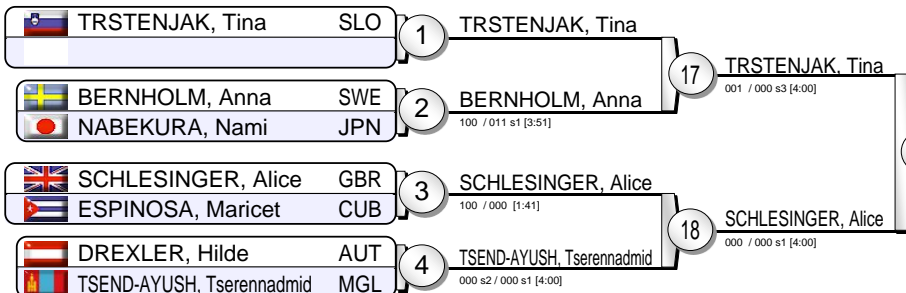 TRSTENJAK, Tina SLO
1
TRSTENJAK, Tina
BERNHOLM, Anna SWE
NABEKURA, Nami JPN
2
BERNHOLM, Anna
100 / 011 s1 [3:51]
17
TRSTENJAK, Tina
001 / 000 s3 [4:00]
SCHLESINGER, Alice GBR
ESPINOSA, Maricet CUB
3
SCHLESINGER, Alice
100 / 000 [1:41]
DREXLER, Hilde AUT
TSEND-AYUSH, Tserennadmid MGL
4
TSEND-AYUSH, Tserennadmid
000 s2 / 000 s1 [4:00]
18
SCHLESINGER, Alice
000 / 000 s1 [4:00]